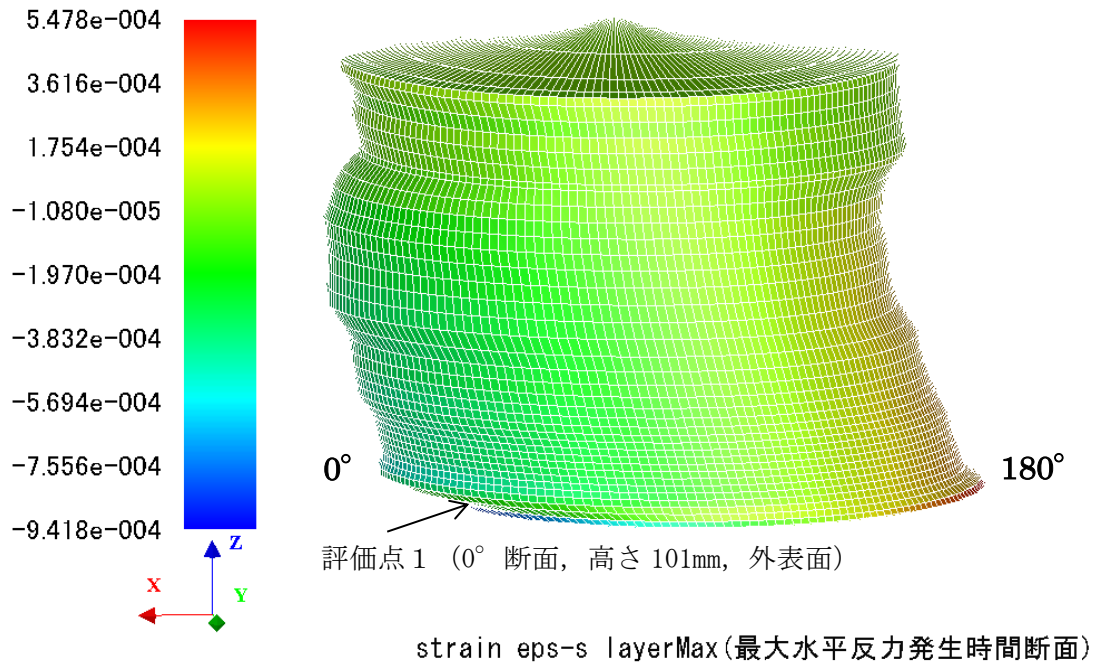 5.478e-004
3.616e-004
1.754e-004
-1.080e-005
-1.970e-004
-3.832e-004
-5.694e-004
-7.556e-004
-9.418e-004
Z
X
Y
0°
180°
評価点１（0°断面，高さ 101mm，外表面）
strain eps-s layerMax(最大水平反力発生時間断面)